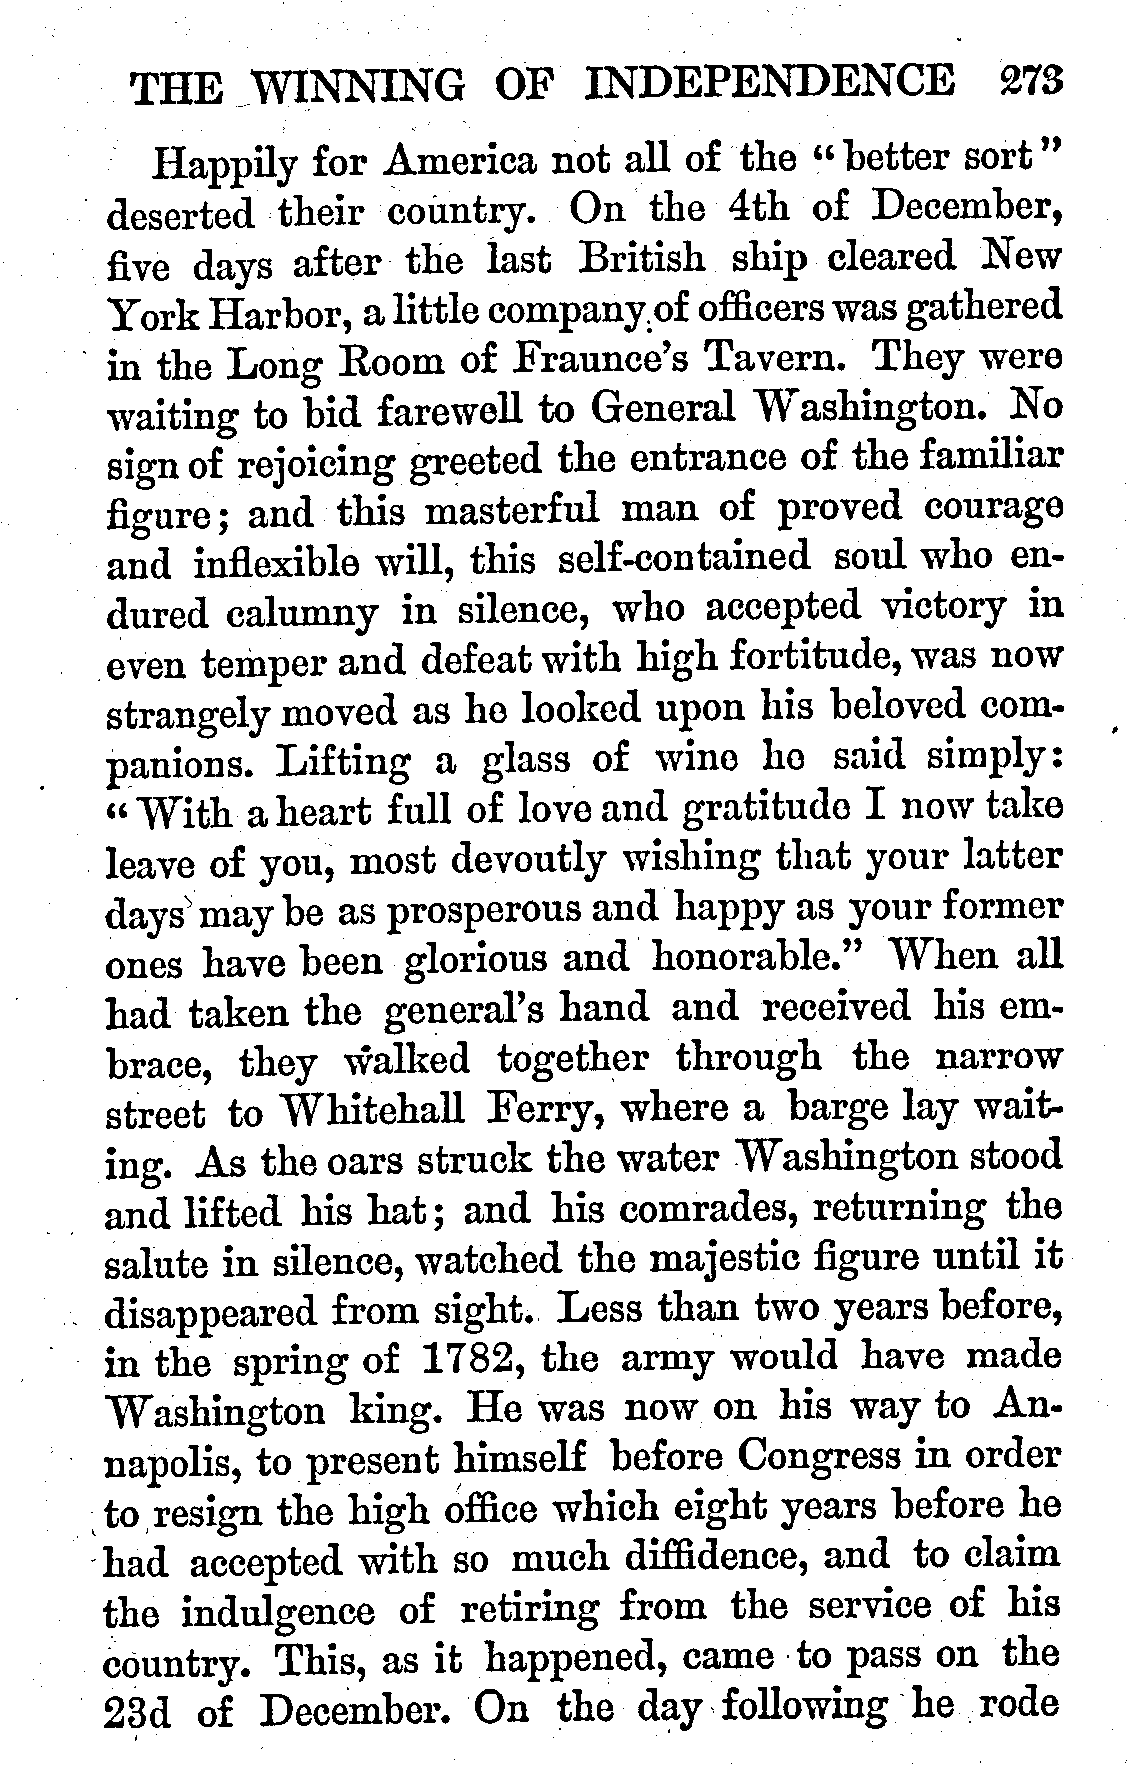 THE WINNING OF INDEPENDENCE 273
Happily for America not all of the “better sort”
deserted their country. On the 4th of December,
five days after the last British ship cleared New
York Harbor, a little company of officers was gathered
in the Long Room of Fraunce’s Tavern. They were
waiting to bid farewell to General Washington. No
sign of rejoicing greeted the entrance of the familiar
figure; and this masterful man of proved courage
and inflexible will, this self-contained soul who en-
dured calumny in silence, who accepted victory in
even temper and defeat with high fortitude, was now
strangely moved as he looked upon his beloved com-
panions. Lifting a glass of wine he said simply:
“With a heart full of love and gratitude I now take
leave of you, most devoutly wishing that your latter
days may be as prosperous and happy as your former
ones have been glorious and honorable.” When all
had taken the general’s hand and received his em-
brace, they walked together through the narrow
street to Whitehall Ferry, where a barge lay wait-
ing. As the oars struck the water Washington stood
and lifted his hat; and his comrades, returning the
salute in silence, watched the majestic figure until it
disappeared from sight. Less than two years before,
in the spring of 1782, the army would have made
Washington king. He was now on his way to An-
napolis, to present himself before Congress in order
to resign the high office which eight years before he
had accepted with so much diffidence, and to claim
the indulgence of retiring from the service of his
country. This, as it happened, came to pass on the
23d of December. On the day following he rode